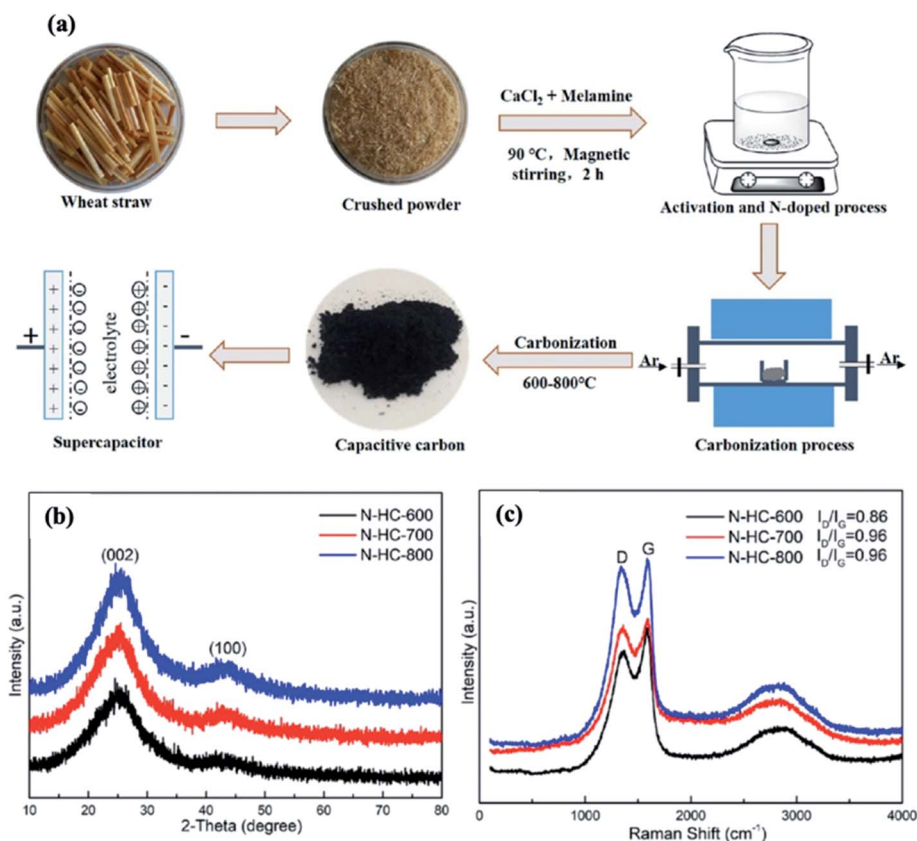 (a)
CaCl₂ + Melamine
90 °C, Magnetic
stirring, 2 h
Wheat straw
Crushed powder
Activation and N-doped process
+
-
electrolyte
Carbonization
600-800°C
Ar
Ar
Supercapacitor
Capacitive carbon
Carbonization process
(b)
N-HC-600
N-HC-700
N-HC-800
(002)
(100)
Intensity (a.u.)
10 20 30 40 50 60 70 80
2-Theta (degree)
(c)
N-HC-600 I_D/I_G=0.86
N-HC-700 I_D/I_G=0.96
N-HC-800 I_D/I_G=0.96
D G
Intensity (a.u.)
0 1000 2000 3000 4000
Raman Shift (cm⁻¹)